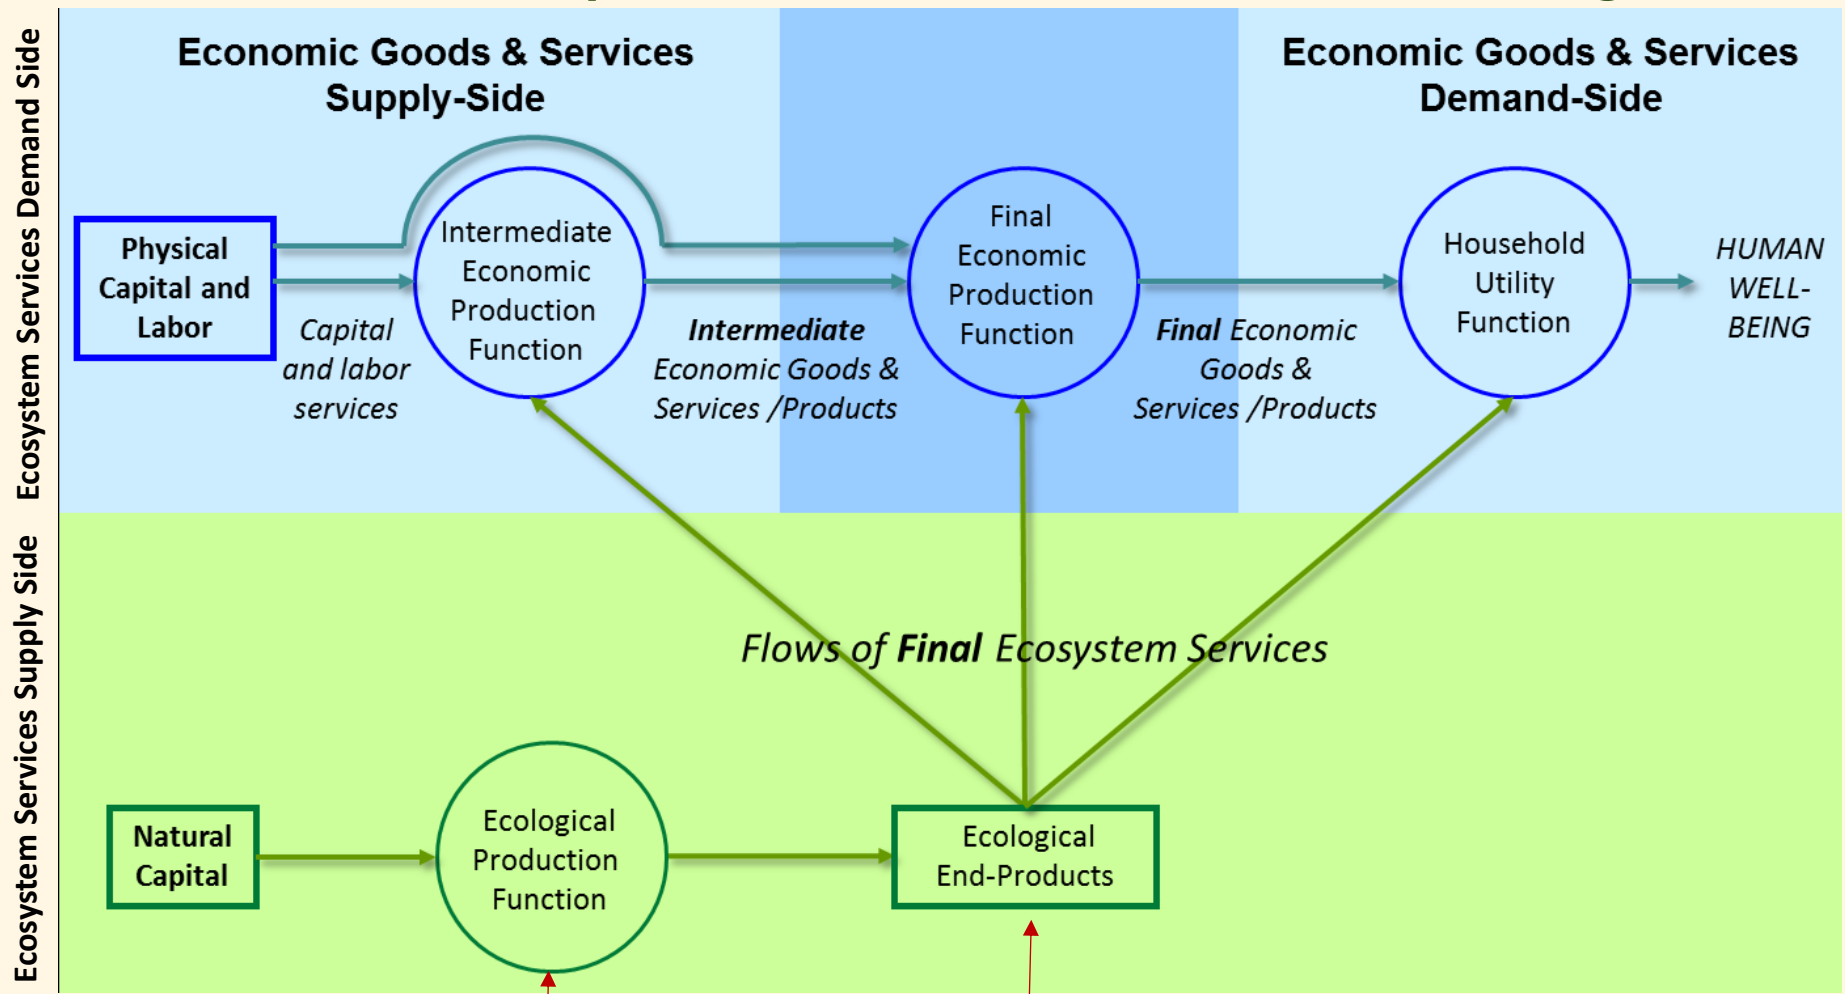 Economic Goods & Services
Supply-Side
Economic Goods & Services
Demand-Side
Ecosystem Services Demand Side
Physical
Capital and
Labor
Capital
and labor
services
Intermediate
Economic
Production
Function
Intermediate
Economic Goods &
Services /Products
Final
Economic
Production
Function
Final Economic
Goods &
Services /Products
Household
Utility
Function
HUMAN
WELL-
BEING
Ecosystem Services Supply Side
Flows of Final Ecosystem Services
Natural
Capital
Ecological
Production
Function
Ecological
End-Products